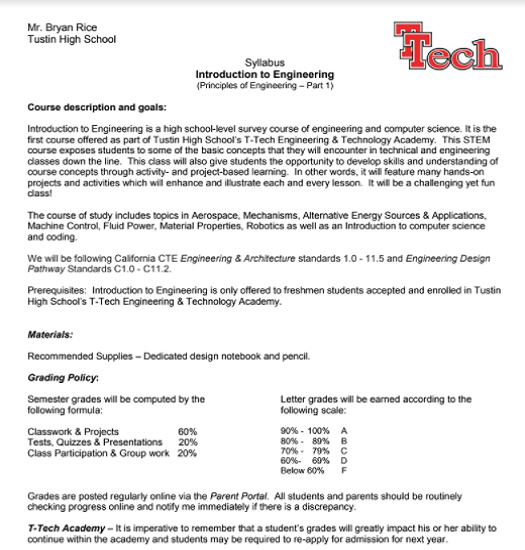 Mr. Bryan Rice
Tustin High School
TTech
Syllabus
Introduction to Engineering
(Principles of Engineering – Part 1)
Course description and goals:
Introduction to Engineering is a high school-level survey course of engineering and computer science. It is the
first course offered as part of Tustin High School's T-Tech Engineering & Technology Academy. This STEM
course exposes students to some of the basic concepts that they will encounter in technical and engineering
classes down the line. This class will also give students the opportunity to develop skills and understanding of
course concepts through activity- and project-based learning. In other words, it will feature many hands-on
projects and activities which will enhance and illustrate each and every lesson. It will be a challenging yet fun
class!
The course of study includes topics in Aerospace, Mechanisms, Alternative Energy Sources & Applications,
Machine Control, Fluid Power, Material Properties, Robotics as well as an Introduction to computer science
and coding.
We will be following California CTE Engineering & Architecture standards 1.0 - 11.5 and Engineering Design
Pathway Standards C1.0 - C11.2.
Prerequisites: Introduction to Engineering is only offered to freshmen students accepted and enrolled in Tustin
High School's T-Tech Engineering & Technology Academy.
Materials:
Recommended Supplies – Dedicated design notebook and pencil.
Grading Policy:
Semester grades will be computed by the
following formula:
Classwork & Projects 60%
Tests, Quizzes & Presentations 20%
Class Participation & Group work 20%
Letter grades will be earned according to the
following scale:
90% - 100% A
80% - 89% B
70% - 79% C
60%- 69% D
Below 60% F
Grades are posted regularly online via the Parent Portal. All students and parents should be routinely
checking progress online and notify me immediately if there is a discrepancy.
T-Tech Academy – It is imperative to remember that a student's grades will greatly impact his or her ability to
continue within the academy and students may be required to re-apply for admission for next year.